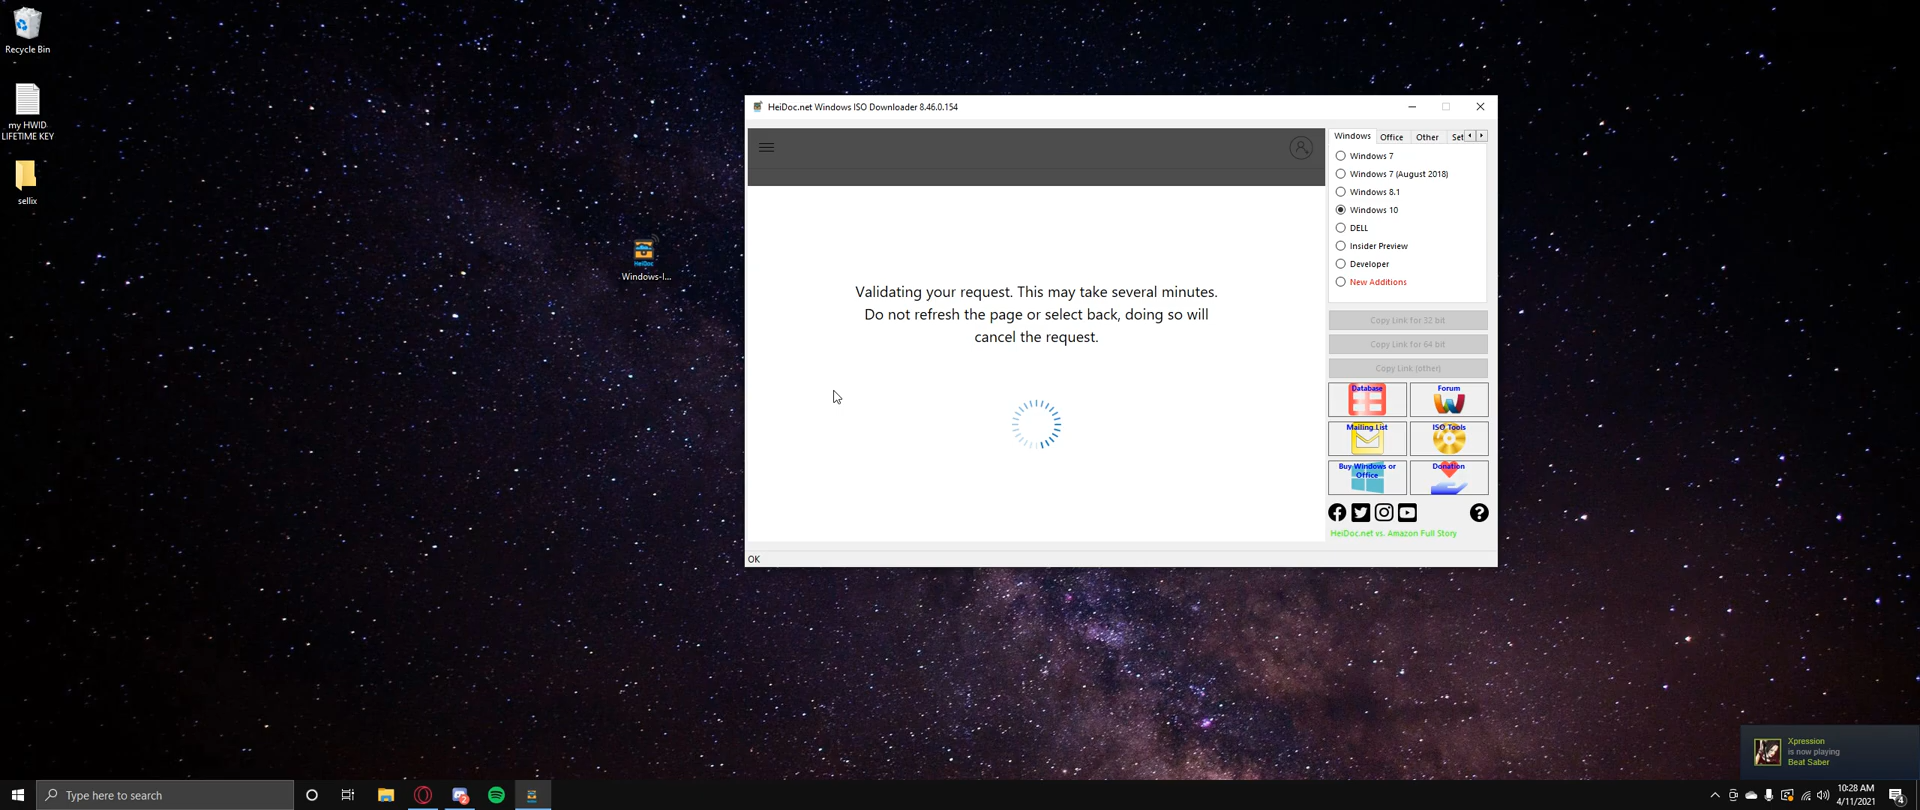 Recycle Bin
my HWID
LIFETIME KEY
sellix
HeiDoc
Windows-I...
HeiDoc.net Windows ISO Downloader 8.46.0.154
Validating your request. This may take several minutes.
Do not refresh the page or select back, doing so will
cancel the request.
OK
Windows Office Other Set
Windows 7
Windows 7 (August 2018)
Windows 8.1
Windows 10
DELL
Insider Preview
Developer
New Additions
Copy Link for 32 bit
Copy Link for 64 bit
Copy Link (other)
Database Forum
Mailing List ISO Tools
Buy Windows or
Office
Donation
HeiDoc.net vs. Amazon Full Story
Xpression
is now playing
Beat Saber
Type here to search
2
10:28 AM
4/11/2021
4